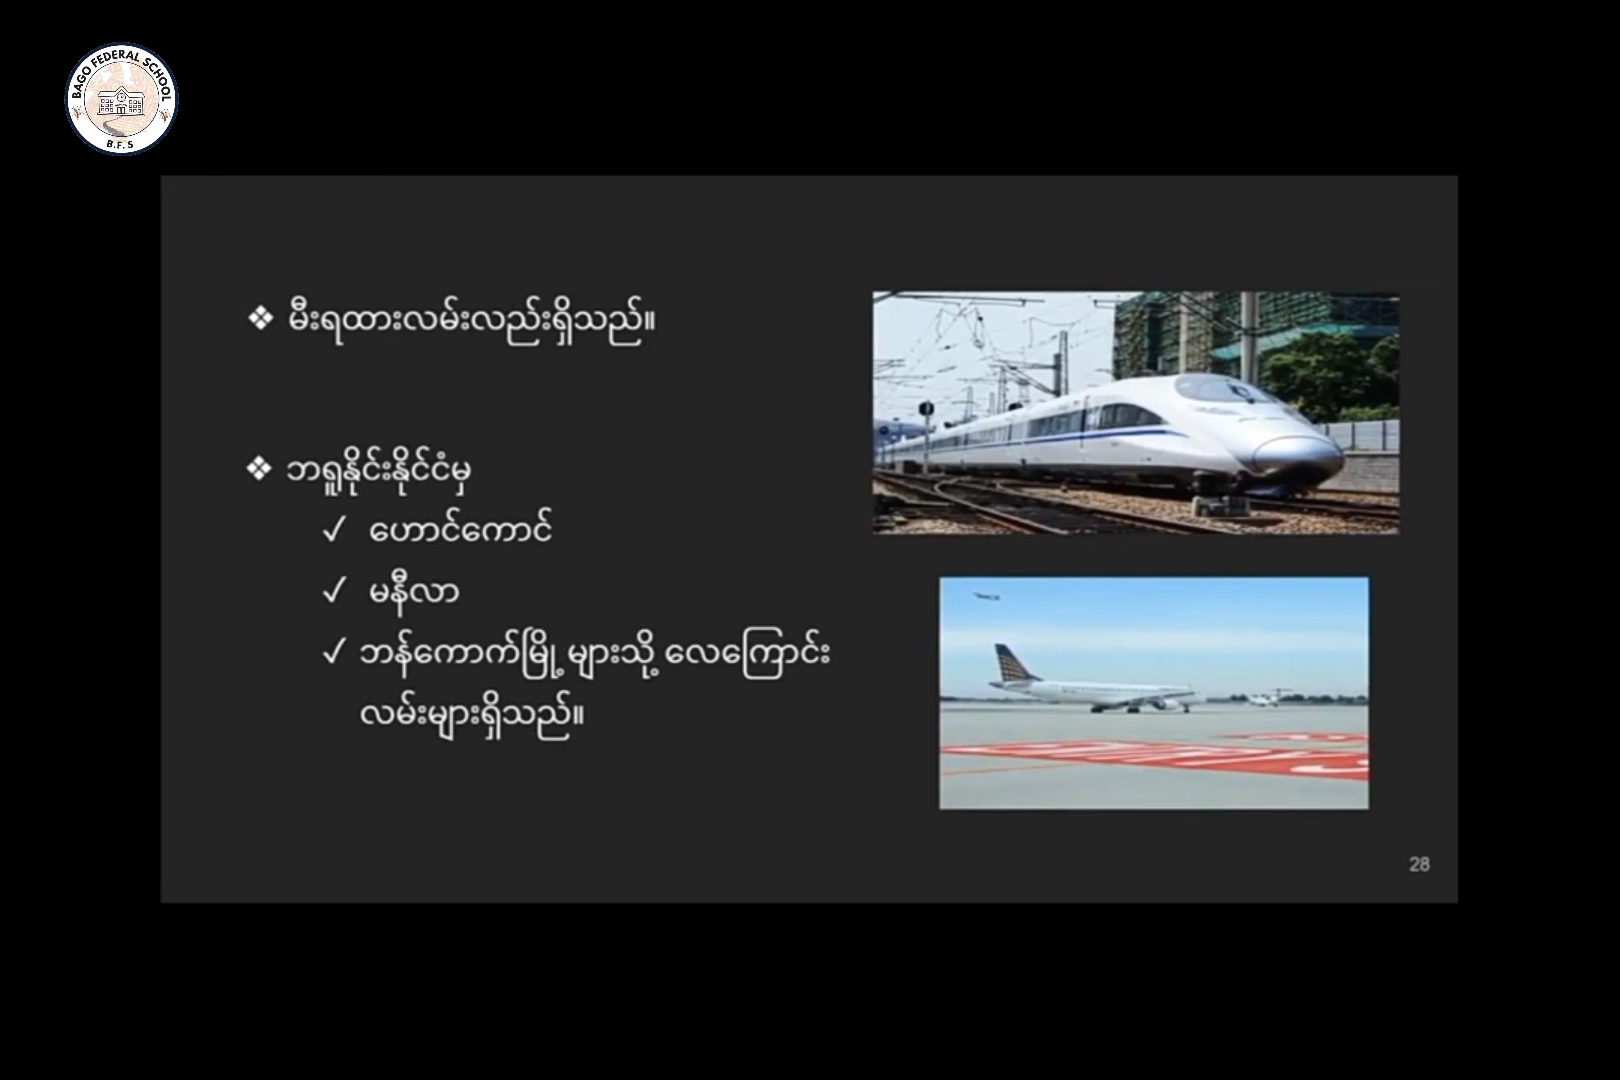 BAGO FEDERAL SCHOOL
B.F.S
❖ မီးရထားလမ်းလည်းရှိသည်။
❖ ဘရူနိုင်းနိုင်ငံမှ
✓ ဟောင်ကောင်
✓ မနီလာ
✓ ဘန်ကောက်မြို့များသို့ လေကြောင်း
လမ်းများရှိသည်။
28